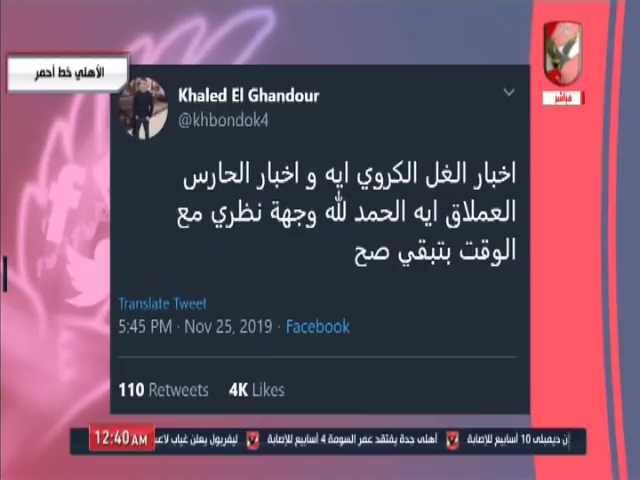 الأهلي خط أحمر
مباشر
Khaled El Ghandour
@khbondok4
اخبار الغل الكروي ايه و اخبار الحارس
العملاق ايه الحمد لله وجهة نظري مع
الوقت بتبقي صح
Translate Tweet
5:45 PM · Nov 25, 2019 · Facebook
110 Retweets 4K Likes
12:40 AM
ن ديمبلي 10 أسابيع للإصابة أهلي جدة يفتقد عمر السومة 4 أسابيع للإصابة ليفربول يعلن غياب لاعب